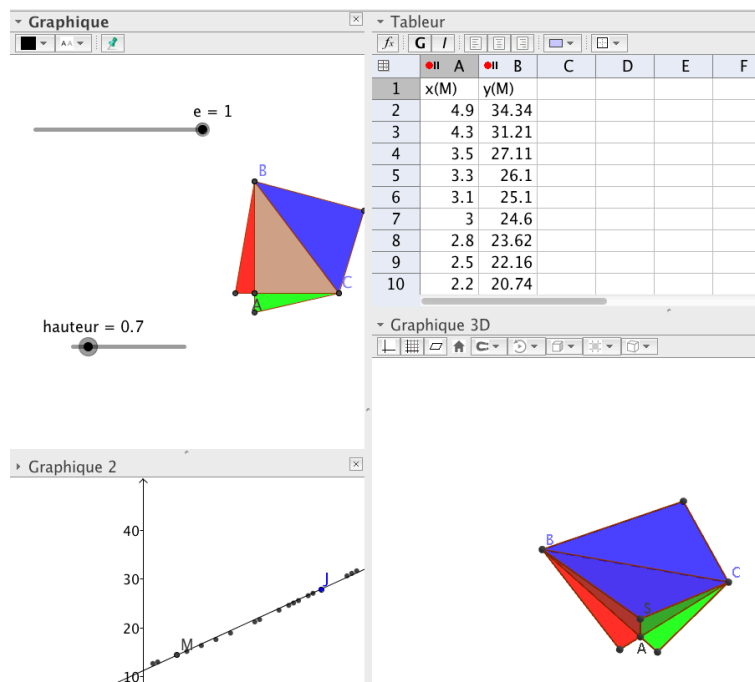 Graphique
e = 1
B
C
A
hauteur = 0.7
Graphique 2
40
30
20
10
J
M
Tableur
fx G I
A B C D E F
1 x(M) y(M)
2 4.9 34.34
3 4.3 31.21
4 3.5 27.11
5 3.3 26.1
6 3.1 25.1
7 3 24.6
8 2.8 23.62
9 2.5 22.16
10 2.2 20.74
Graphique 3D
B
C
S
A